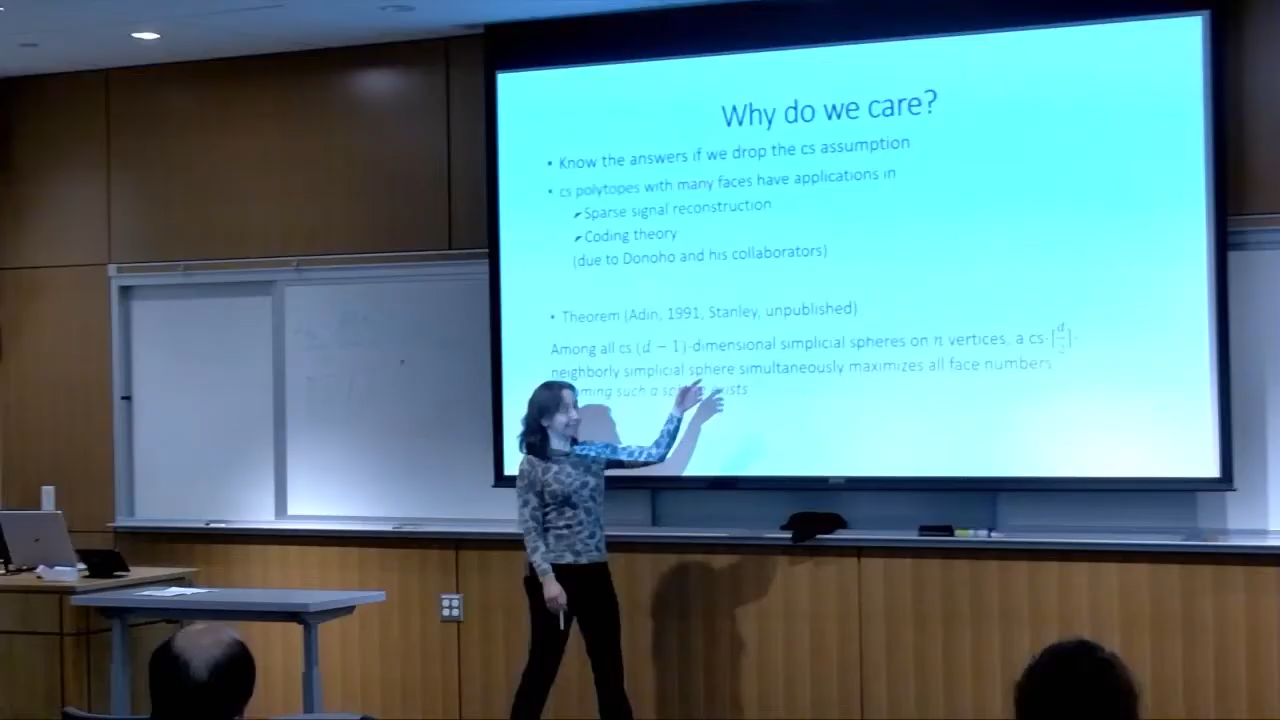 Why do we care?
• Know the answers if we drop the cs assumption
• cs polytopes with many faces have applications in
Sparse signal reconstruction
Coding theory
(due to Donoho and his collaborators)
• Theorem (Adin, 1991, Stanley, unpublished)
Among all cs (d − 1)-dimensional simplicial spheres on n vertices, a cs-
neighborly simplicial sphere simultaneously maximizes all face numbers
such a